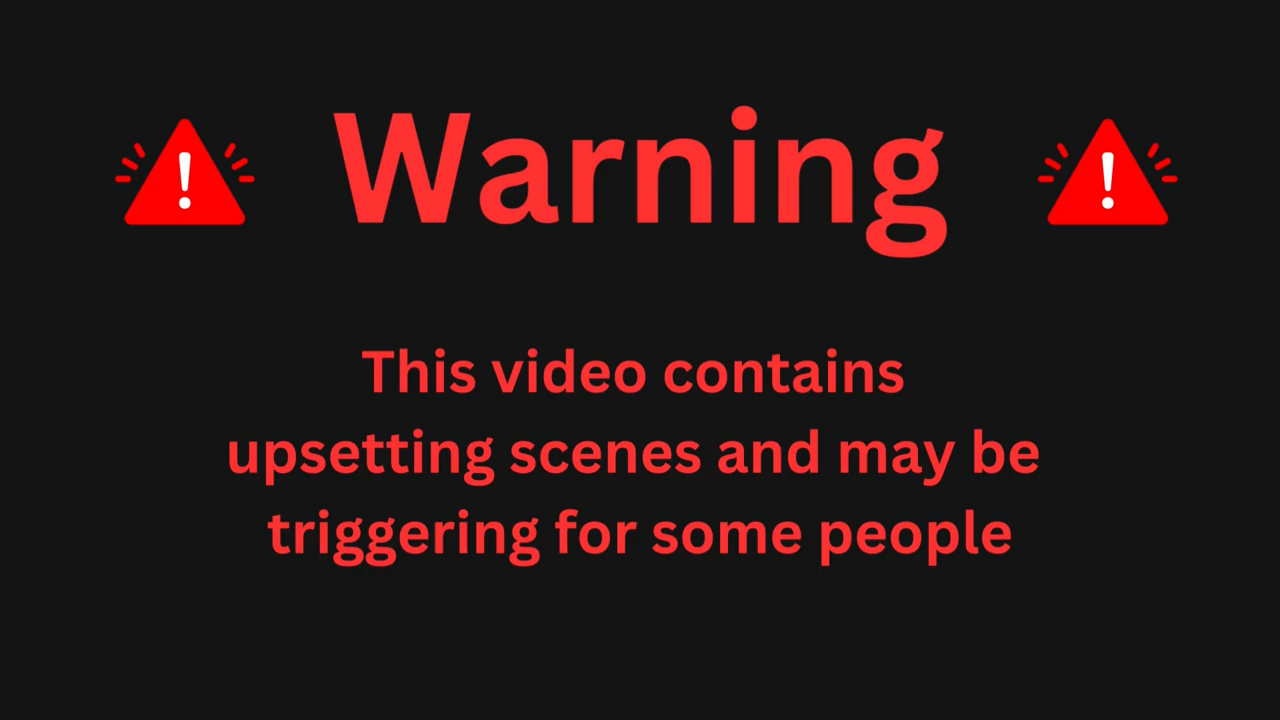 Warning
This video contains
upsetting scenes and may be
triggering for some people